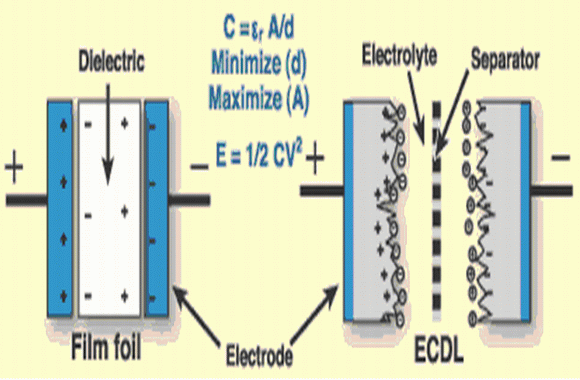 C = εr A/d
Minimize (d)
Maximize (A)
E = 1/2 CV²
Dielectric
+
−
Film foil
Electrode
Electrolyte
Separator
+
−
ECDL